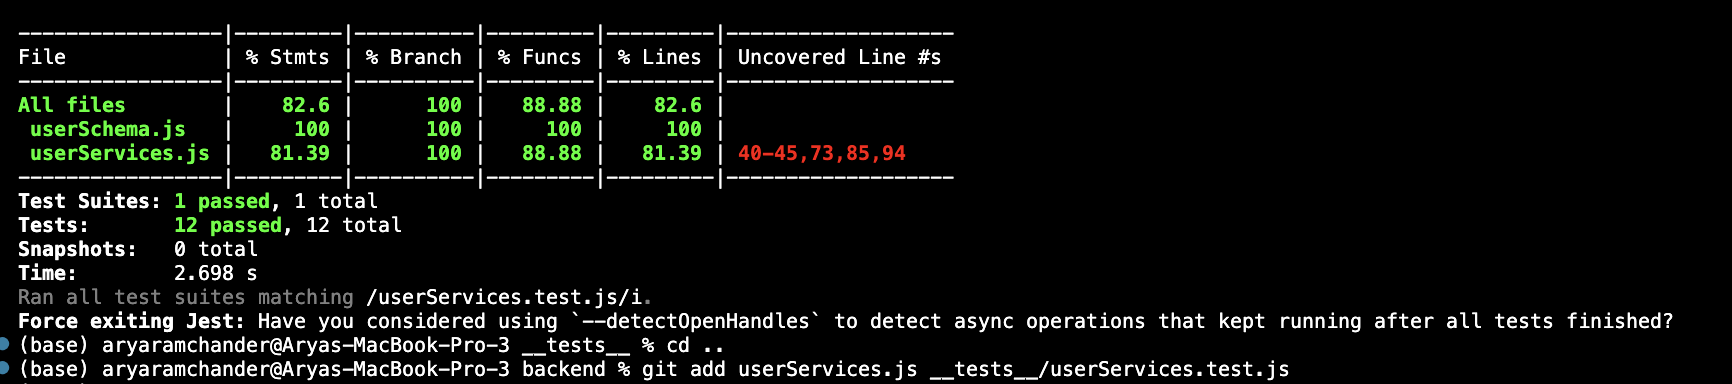 -----------------|---------|----------|---------|---------|-------------------
File             | % Stmts | % Branch | % Funcs | % Lines | Uncovered Line #s
-----------------|---------|----------|---------|---------|-------------------
All files        |    82.6 |      100 |   88.88 |    82.6 |
 userSchema.js   |     100 |      100 |     100 |     100 |
 userServices.js |   81.39 |      100 |   88.88 |   81.39 | 40-45,73,85,94
-----------------|---------|----------|---------|---------|-------------------
Test Suites: 1 passed, 1 total
Tests:       12 passed, 12 total
Snapshots:   0 total
Time:        2.698 s
Ran all test suites matching /userServices.test.js/i.
Force exiting Jest: Have you considered using `--detectOpenHandles` to detect async operations that kept running after all tests finished?
(base) aryaramchander@Aryas-MacBook-Pro-3 __tests__ % cd ..
(base) aryaramchander@Aryas-MacBook-Pro-3 backend % git add userServices.js __tests__/userServices.test.js